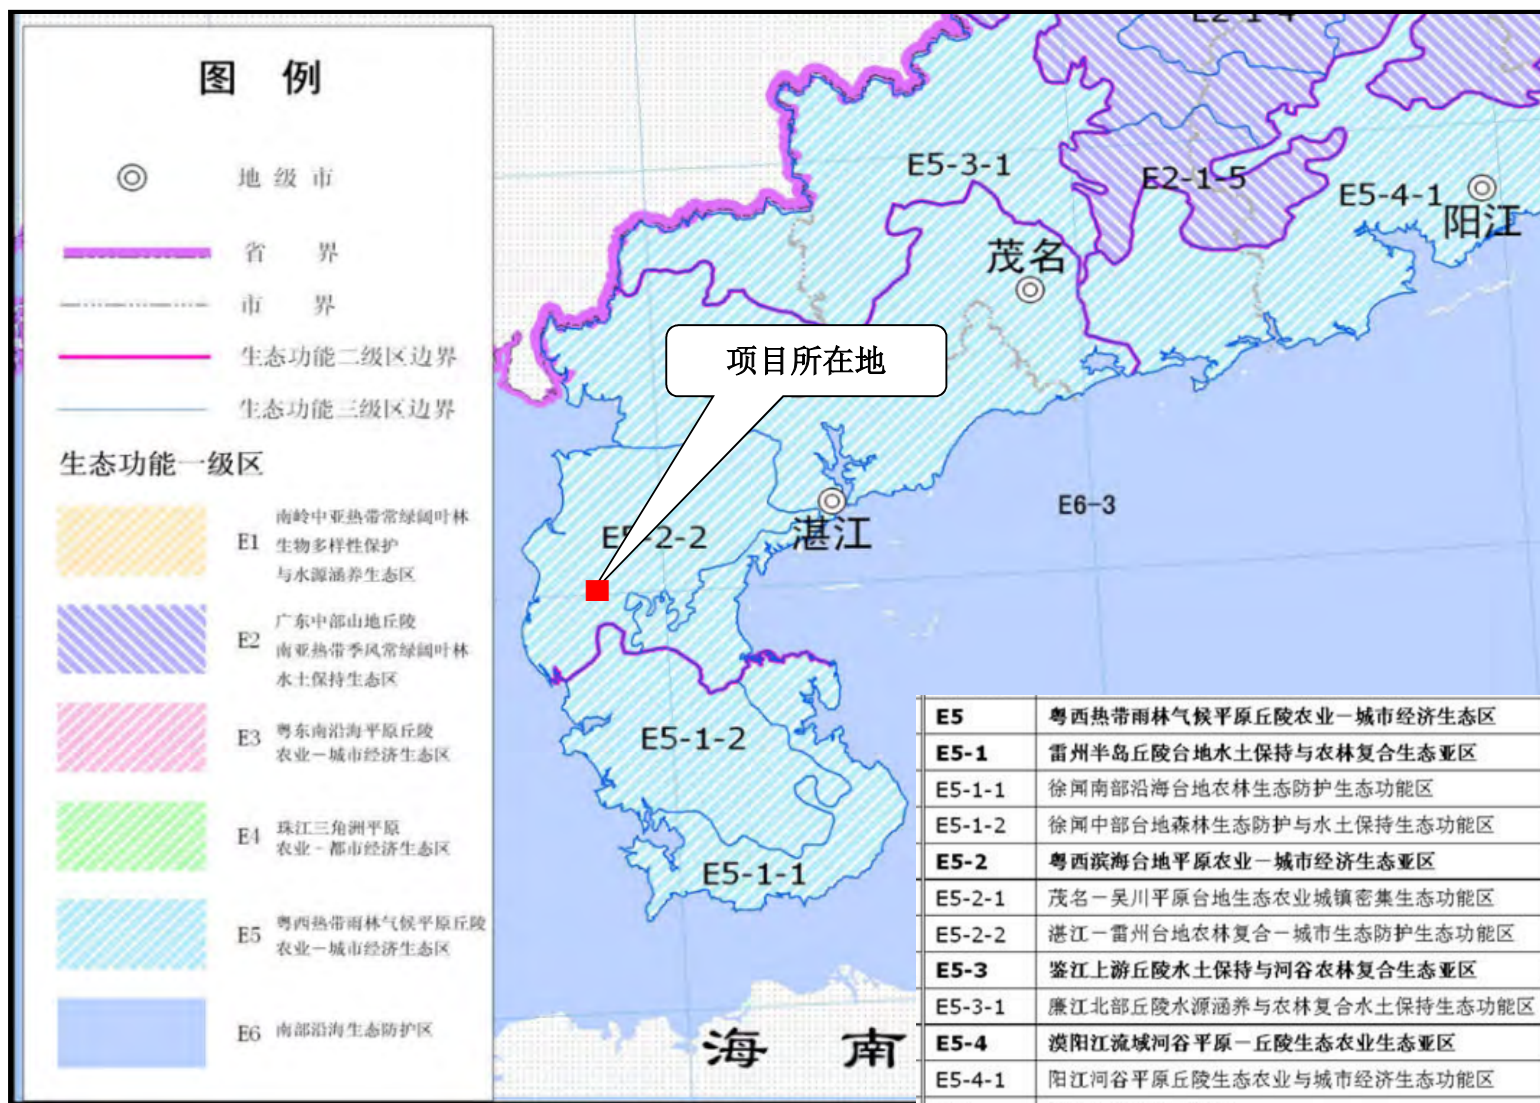 图 例
地级市
省 界
市 界
生态功能二级区边界
生态功能三级区边界
生态功能一级区
E1
南岭中亚热带常绿阔叶林
生物多样性保护
与水源涵养生态区
E2
广东中部山地丘陵
南亚热带季风常绿阔叶林
水土保持生态区
E3
粤东南沿海平原丘陵
农业－城市经济生态区
E4
珠江三角洲平原
农业－都市经济生态区
E5
粤西热带雨林气候平原丘陵
农业－城市经济生态区
E6
南部沿海生态防护区
E2-1-4
E5-3-1
E2-1-5
E5-4-1
阳江
茂名
项目所在地
E6-3
E5-2-2
湛江
E5-1-2
E5-1-1
海 南
E5 粤西热带雨林气候平原丘陵农业－城市经济生态区
E5-1 雷州半岛丘陵台地水土保持与农林复合生态亚区
E5-1-1 徐闻南部沿海台地农林生态防护生态功能区
E5-1-2 徐闻中部台地森林生态防护与水土保持生态功能区
E5-2 粤西滨海台地平原农业－城市经济生态亚区
E5-2-1 茂名－吴川平原台地生态农业城镇密集生态功能区
E5-2-2 湛江－雷州台地农林复合－城市生态防护生态功能区
E5-3 鉴江上游丘陵水土保持与河谷农林复合生态亚区
E5-3-1 廉江北部丘陵水源涵养与农林复合水土保持生态功能区
E5-4 漠阳江流域河谷平原－丘陵生态农业生态亚区
E5-4-1 阳江河谷平原丘陵生态农业与城市经济生态功能区